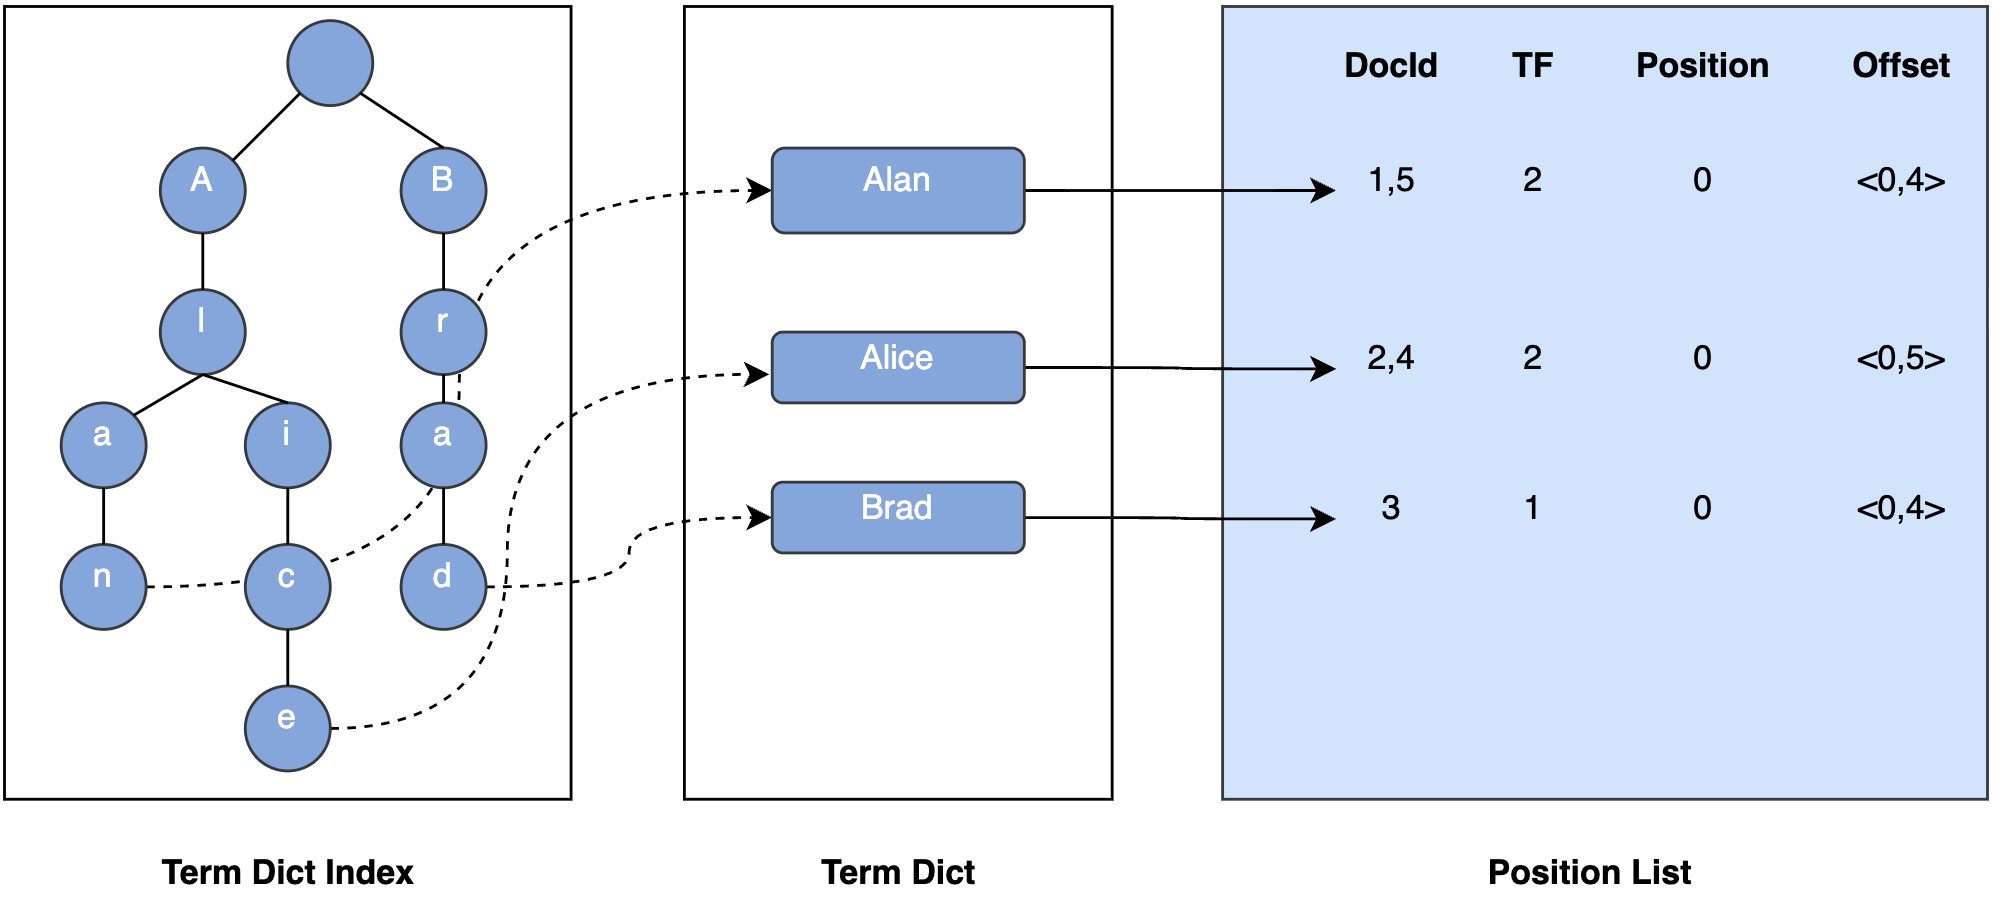 DocId TF Position Offset
A B
Alan 1,5 2 0 <0,4>
l r
Alice 2,4 2 0 <0,5>
a i a
Brad 3 1 0 <0,4>
n c d
e
Term Dict Index Term Dict Position List